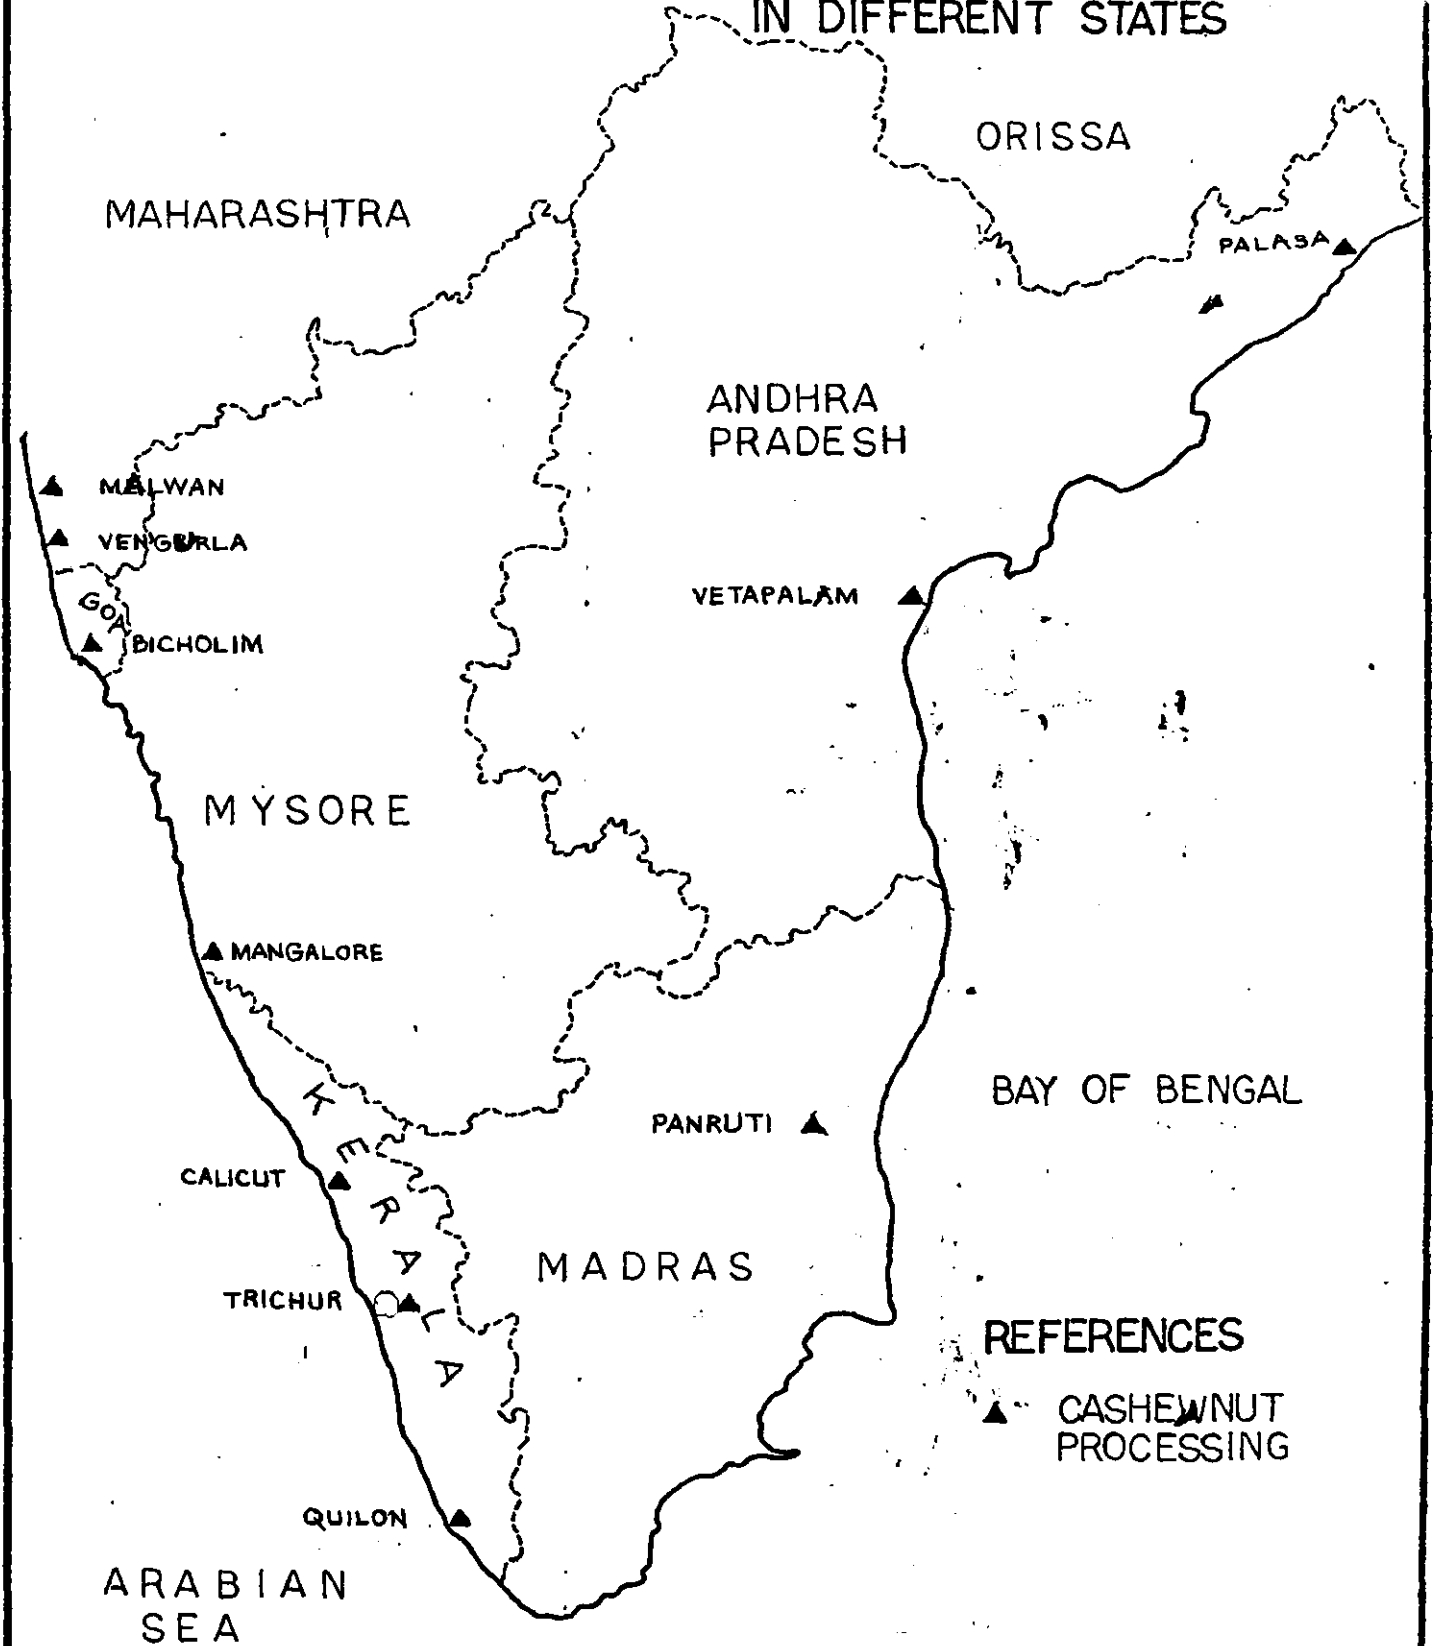 IN DIFFERENT STATES
ORISSA
MAHARASHTRA
PALASA
ANDHRA
PRADESH
MALWAN
VENGURLA
VETAPALAM
GOA
BICHOLIM
MYSORE
MANGALORE
BAY OF BENGAL
KERALA
PANRUTI
CALICUT
MADRAS
TRICHUR
REFERENCES
CASHEWNUT
PROCESSING
QUILON
ARABIAN
SEA